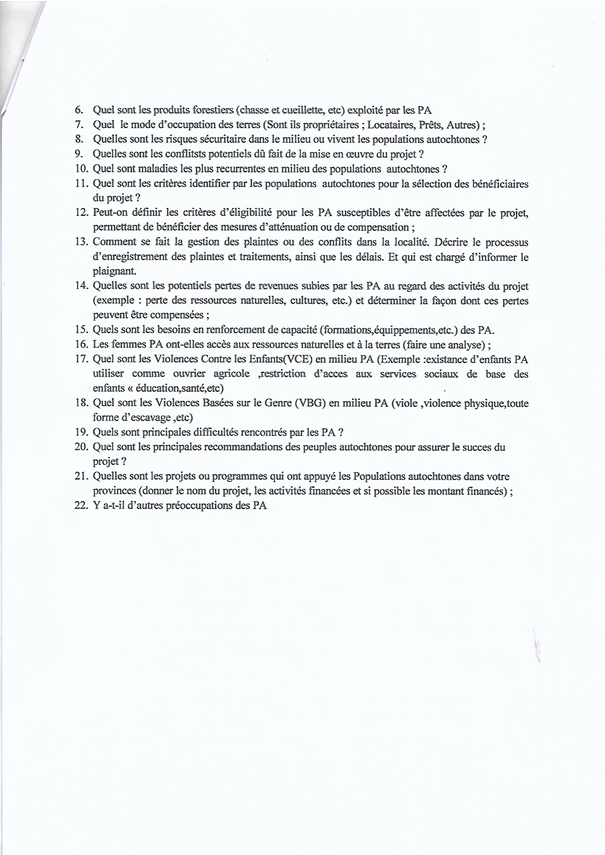 6. Quel sont les produits forestiers (chasse et cueillette, etc) exploité par les PA
7. Quel le mode d'occupation des terres (Sont ils propriétaires ; Locataires, Prêts, Autres) ;
8. Quelles sont les risques sécuritaire dans le milieu ou vivent les populations autochtones ?
9. Quelles sont les conflitsts potentiels dû fait de la mise en œuvre du projet ?
10. Quel sont maladies les plus recurrentes en milieu des populations autochtones ?
11. Quel sont les critères identifier par les populations autochtones pour la sélection des bénéficiaires
du projet ?
12. Peut-on définir les critères d'éligibilité pour les PA susceptibles d'être affectées par le projet,
permettant de bénéficier des mesures d'atténuation ou de compensation ;
13. Comment se fait la gestion des plaintes ou des conflits dans la localité. Décrire le processus
d'enregistrement des plaintes et traitements, ainsi que les délais. Et qui est chargé d'informer le
plaignant.
14. Quelles sont les potentiels pertes de revenues subies par les PA au regard des activités du projet
(exemple : perte des ressources naturelles, cultures, etc.) et déterminer la façon dont ces pertes
peuvent être compensées ;
15. Quels sont les besoins en renforcement de capacité (formations,équippements,etc.) des PA.
16. Les femmes PA ont-elles accès aux ressources naturelles et à la terres (faire une analyse) ;
17. Quel sont les Violences Contre les Enfants(VCE) en milieu PA (Exemple :existance d'enfants PA
utiliser comme ouvrier agricole ,restriction d'acces aux services sociaux de base des
enfants « éducation,santé,etc)
18. Quel sont les Violences Basées sur le Genre (VBG) en milieu PA (viole ,violence physique,toute
forme d'escavage ,etc)
19. Quels sont principales difficultés rencontrés par les PA ?
20. Quel sont les principales recommandations des peuples autochtones pour assurer le succes du
projet ?
21. Quelles sont les projets ou programmes qui ont appuyé les Populations autochtones dans votre
provinces (donner le nom du projet, les activités financées et si possible les montant financés) ;
22. Y a-t-il d'autres préoccupations des PA